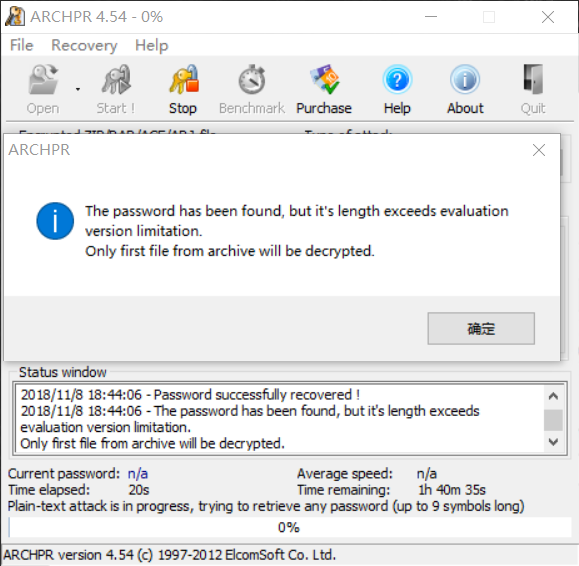 ARCHPR 4.54 - 0%
File Recovery Help
Open Start ! Stop Benchmark Purchase Help About Quit
Encrypted ZIP/RAR/ACE/ARJ-file Type of attack
ARCHPR
The password has been found, but it's length exceeds evaluation
version limitation.
Only first file from archive will be decrypted.
确定
Status window
2018/11/8 18:44:06 - Password successfully recovered !
2018/11/8 18:44:06 - The password has been found, but it's length exceeds
evaluation version limitation.
Only first file from archive will be decrypted.
Current password: n/a Average speed: n/a
Time elapsed: 20s Time remaining: 1h 40m 35s
Plain-text attack is in progress, trying to retrieve any password (up to 9 symbols long)
0%
ARCHPR version 4.54 (c) 1997-2012 ElcomSoft Co. Ltd.